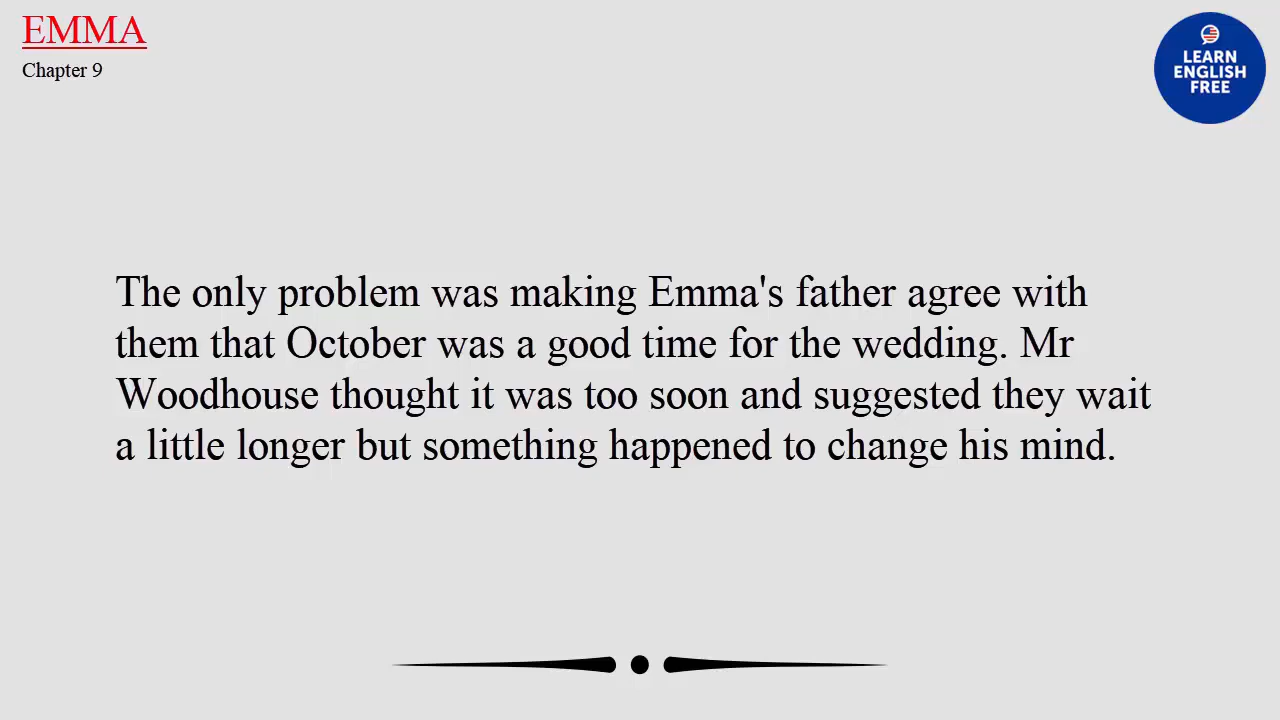 EMMA
Chapter 9
LEARN
ENGLISH
FREE
The only problem was making Emma's father agree with
them that October was a good time for the wedding. Mr
Woodhouse thought it was too soon and suggested they wait
a little longer but something happened to change his mind.